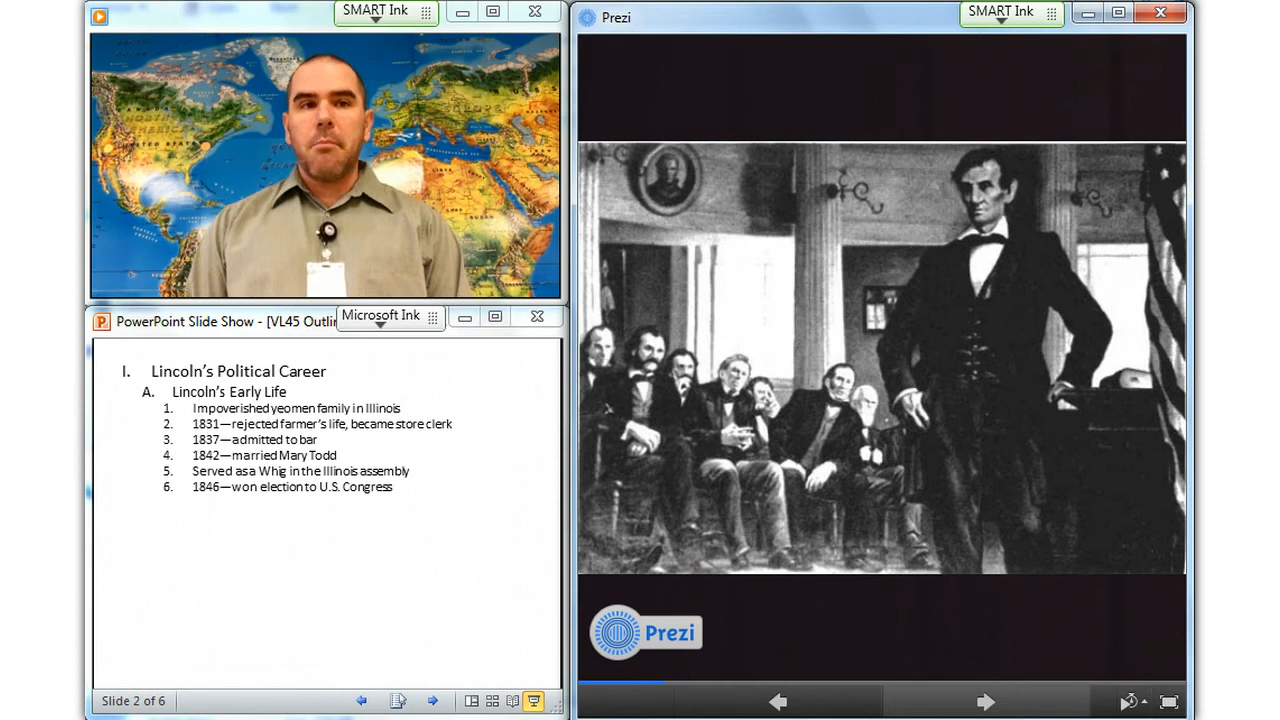 SMART Ink
PowerPoint Slide Show - [VL45 Outlin
Microsoft Ink
I. Lincoln's Political Career
A. Lincoln's Early Life
1. Impoverished yeomen family in Illinois
2. 1831—rejected farmer's life, became store clerk
3. 1837—admitted to bar
4. 1842—married Mary Todd
5. Served as a Whig in the Illinois assembly
6. 1846—won election to U.S. Congress
Slide 2 of 6
Prezi
SMART Ink
Prezi